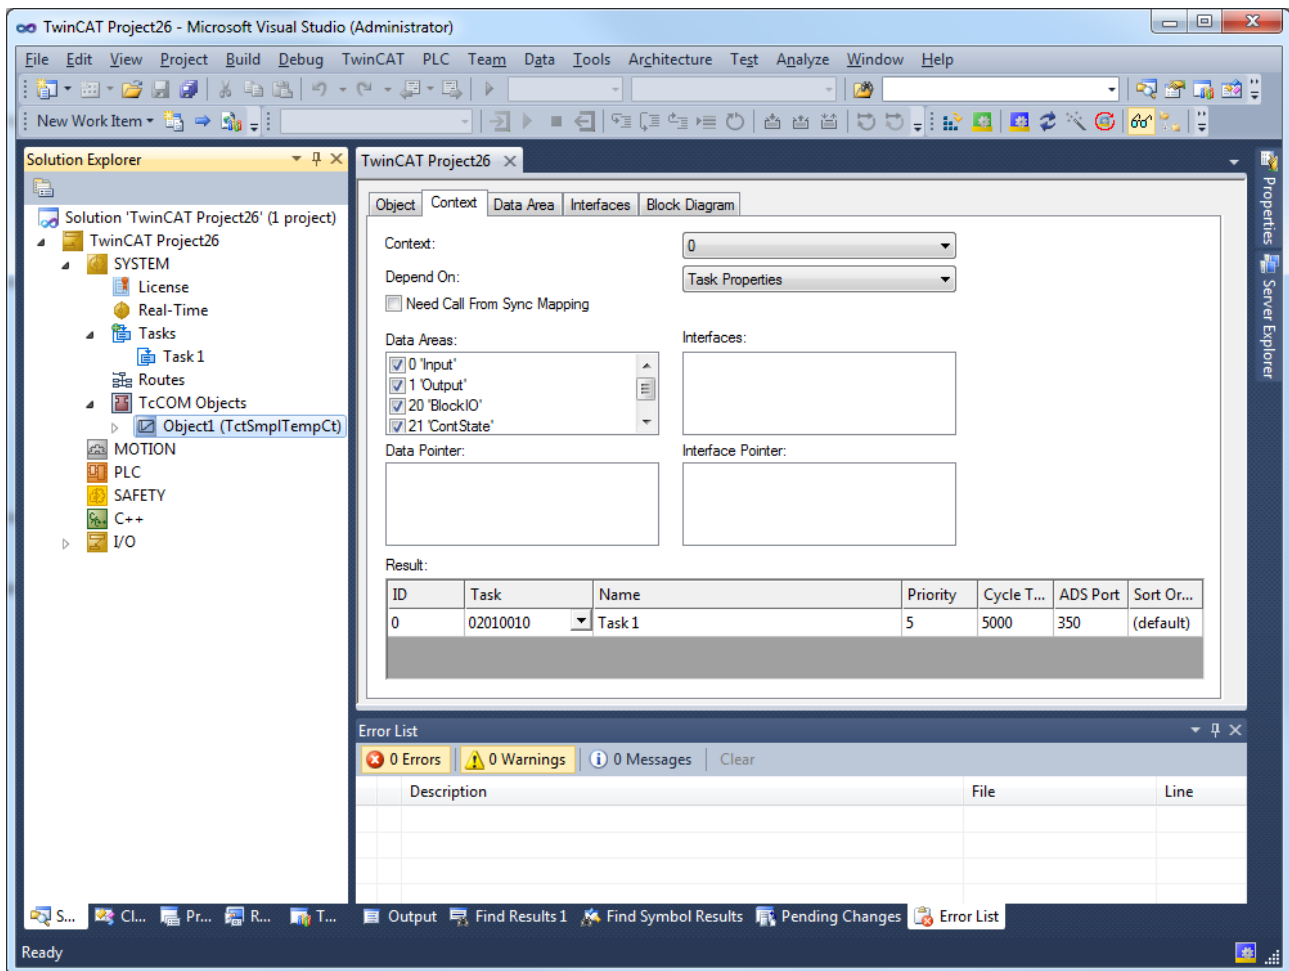 TwinCAT Project26 - Microsoft Visual Studio (Administrator)
File Edit View Project Build Debug TwinCAT PLC Team Data Tools Architecture Test Analyze Window Help
New Work Item
Solution Explorer
TwinCAT Project26
Solution 'TwinCAT Project26' (1 project)
TwinCAT Project26
SYSTEM
License
Real-Time
Tasks
Task 1
Routes
TcCOM Objects
Object1 (TctSmplTempCt)
MOTION
PLC
SAFETY
C++
I/O
Object Context Data Area Interfaces Block Diagram
Context: 0
Depend On: Task Properties
Need Call From Sync Mapping
Data Areas: Interfaces:
0 'Input'
1 'Output'
20 'BlockIO'
21 'ContState'
Data Pointer: Interface Pointer:
Result:
ID Task Name Priority Cycle T... ADS Port Sort Or...
0 02010010 Task 1 5 5000 350 (default)
Error List
0 Errors 0 Warnings 0 Messages Clear
Description File Line
S... Cl... Pr... R... T...
Output Find Results 1 Find Symbol Results Pending Changes Error List
Ready
Properties
Server Explorer